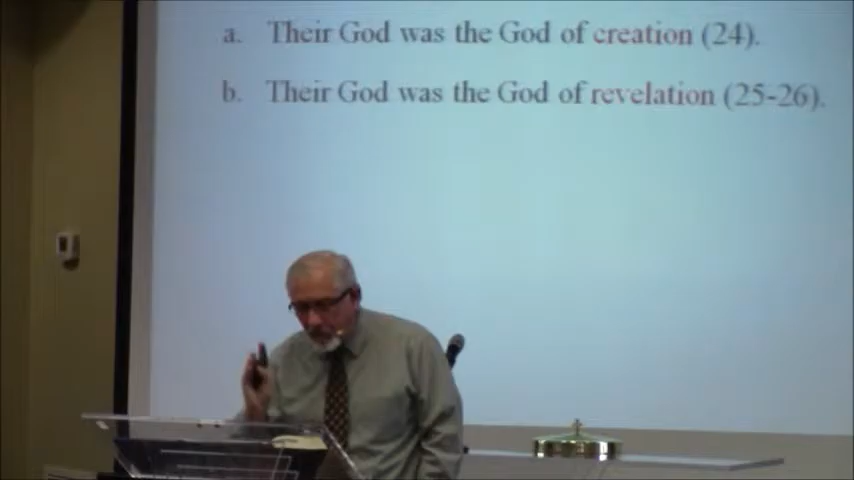 a. Their God was the God of creation (24).
b. Their God was the God of revelation (25-26).